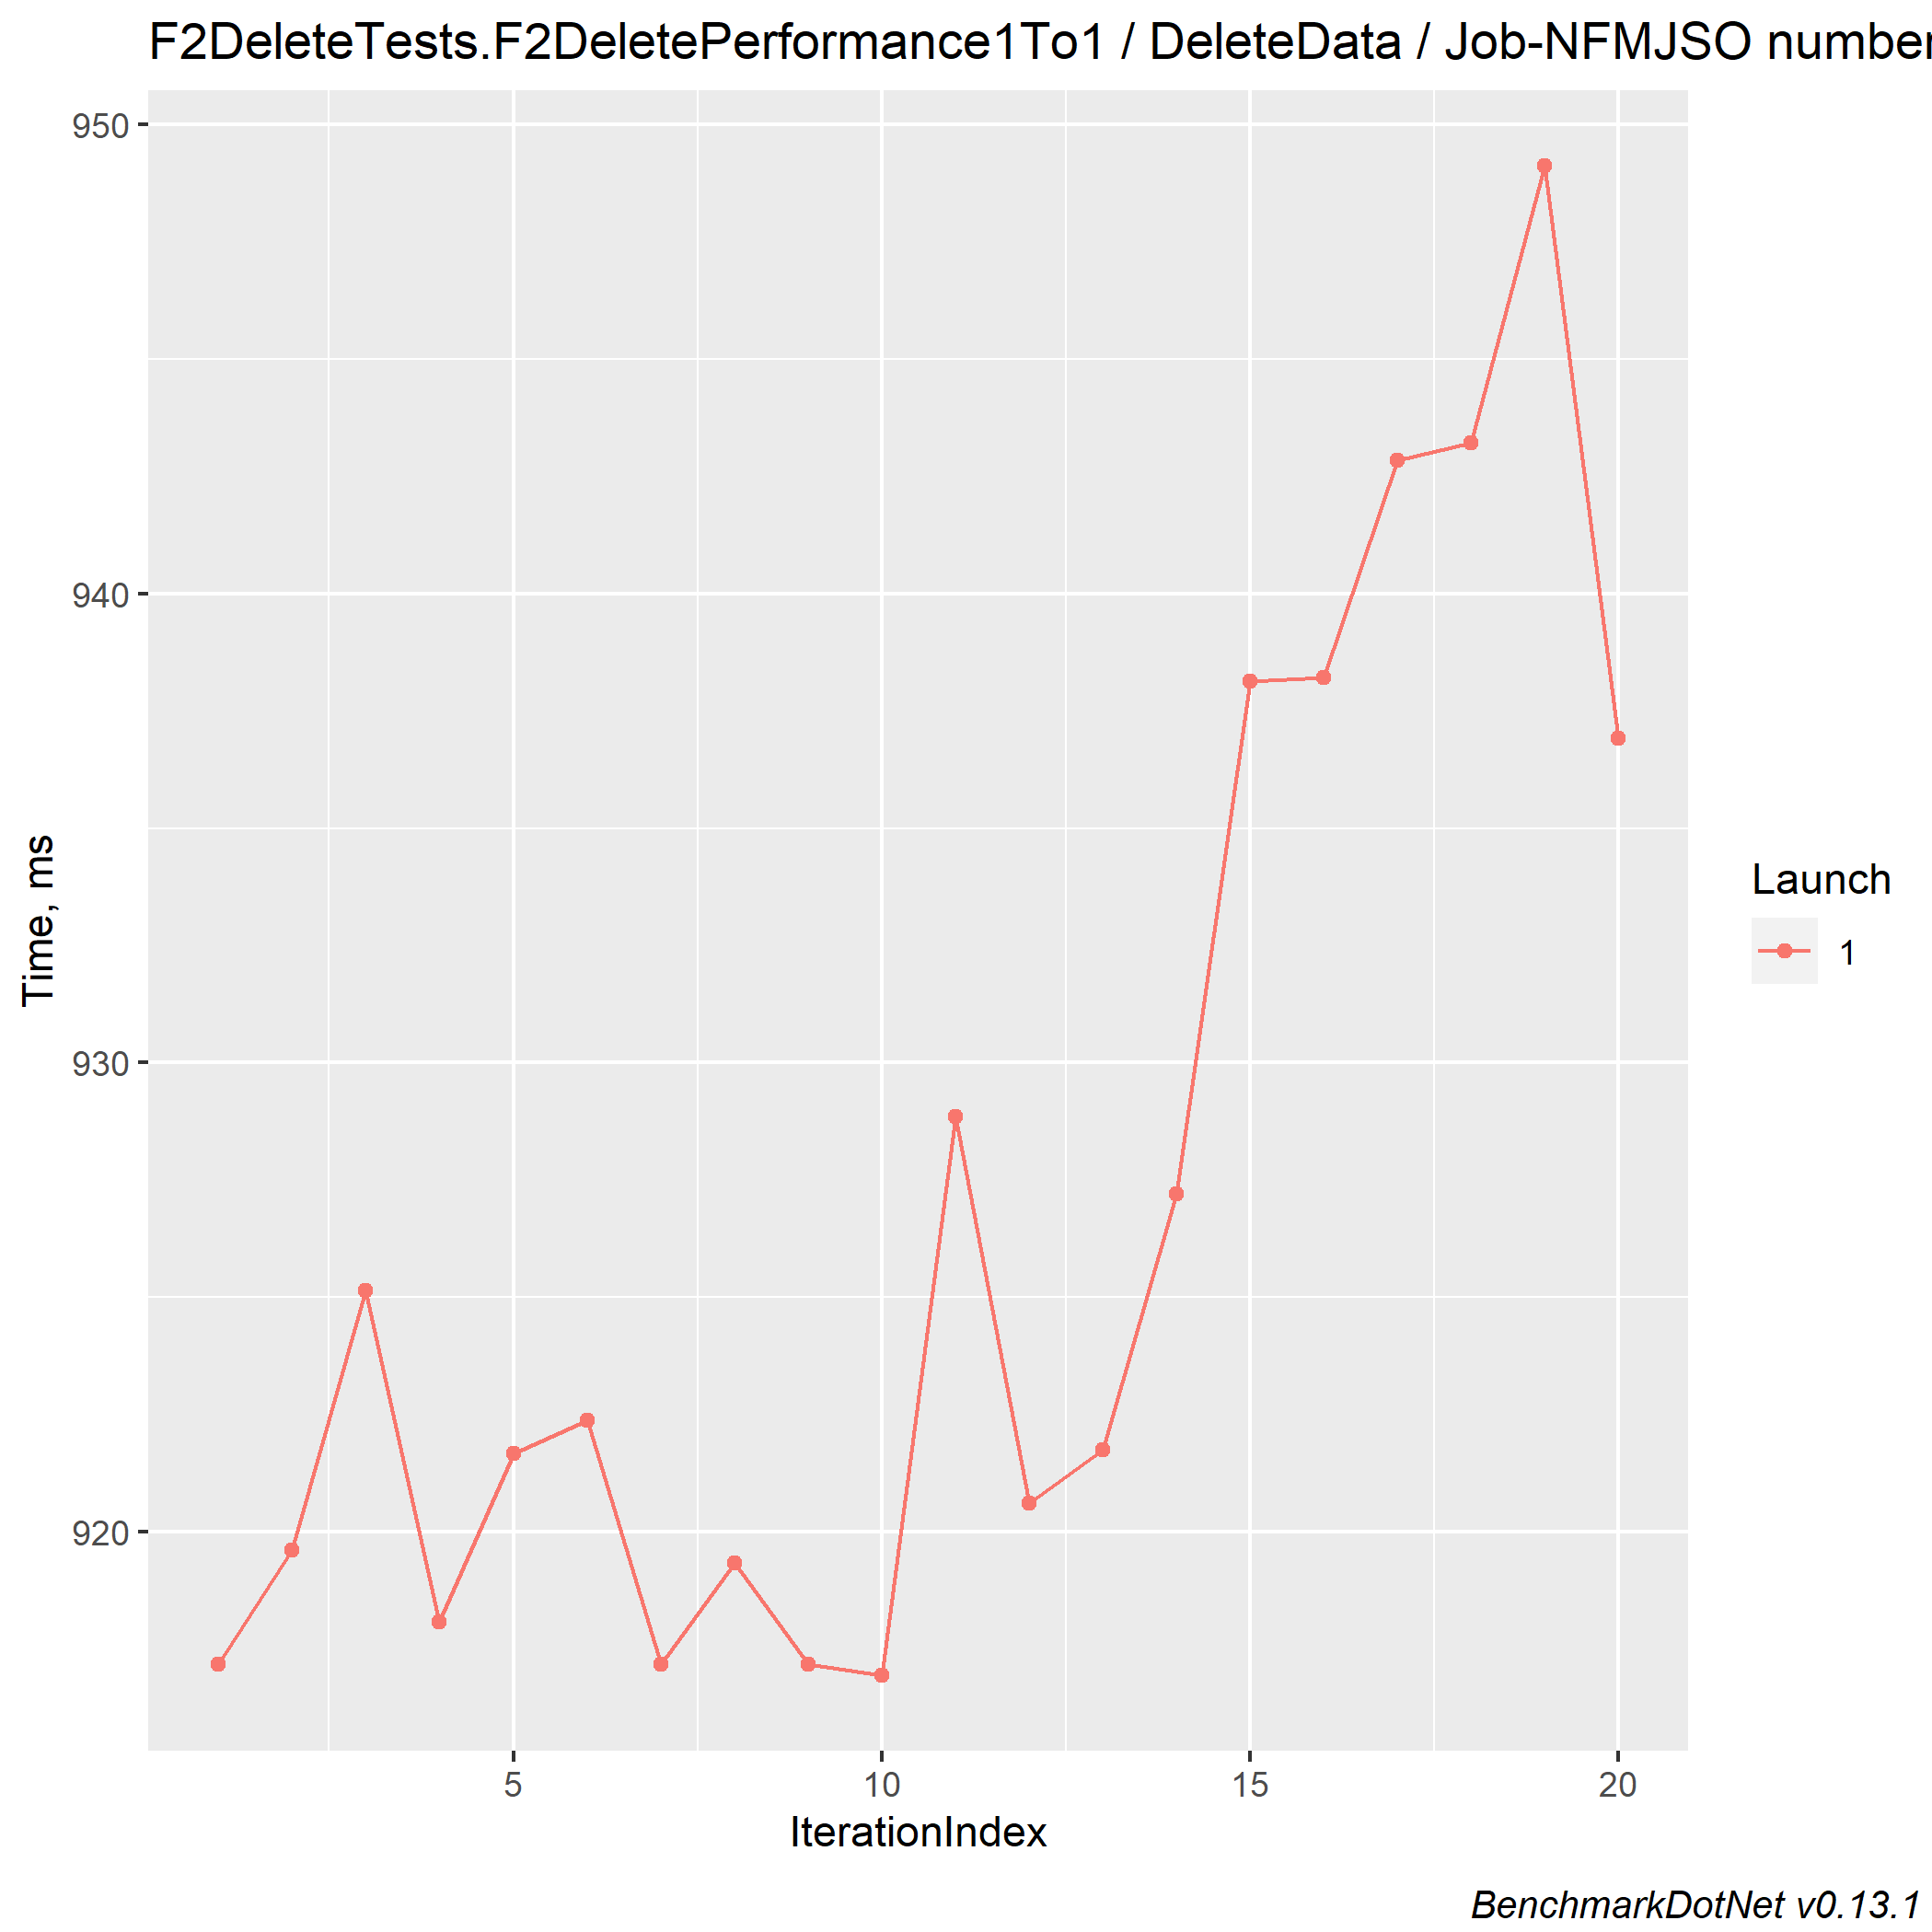 F2DeleteTests.F2DeletePerformance1To1 / DeleteData / Job-NFMJSO number
950
940
930
920
Time, ms
5 10 15 20
IterationIndex
Launch
1
BenchmarkDotNet v0.13.1